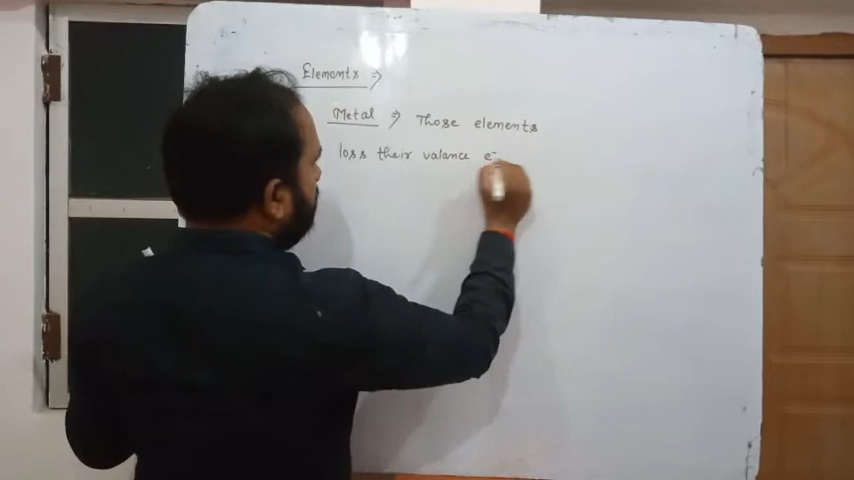 Elements ⇒
Metal ⇒ Those elements
loss their valance e⁻